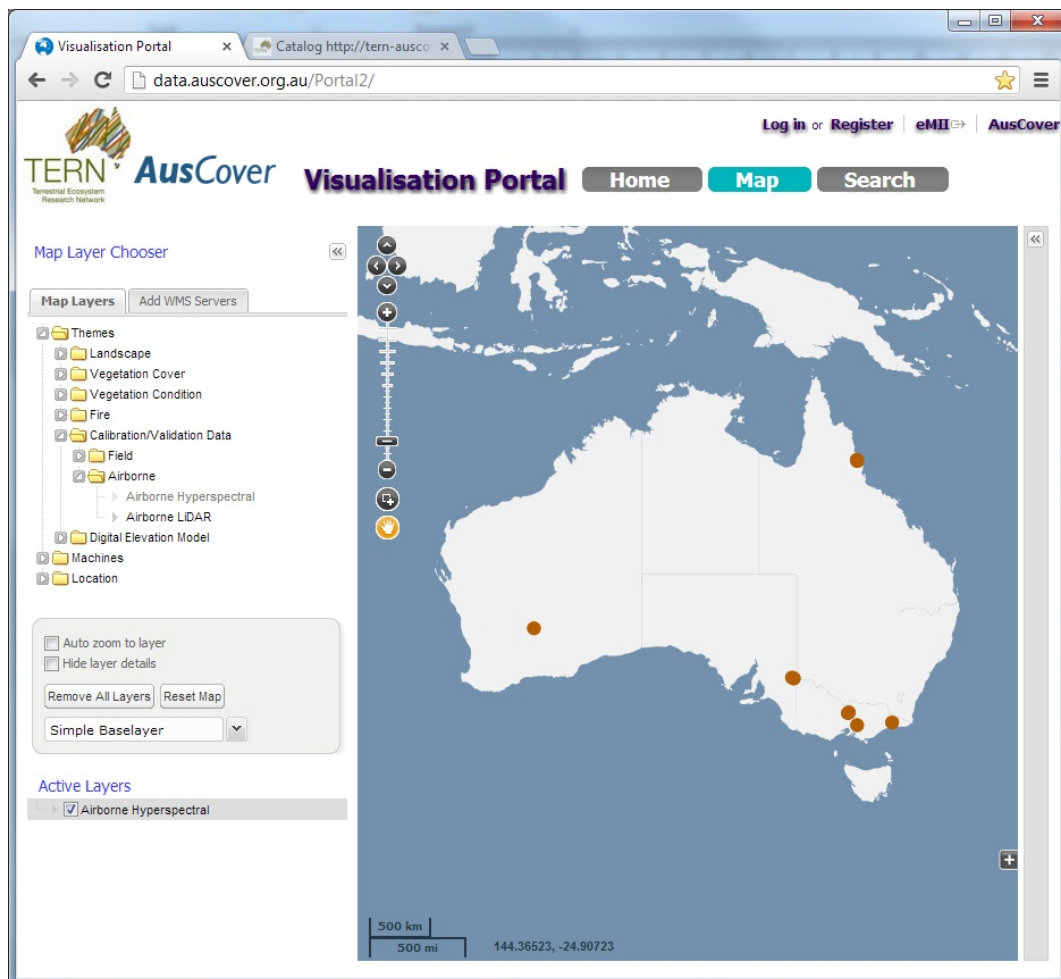 Visualisation Portal
Catalog http://tern-ausco
data.auscover.org.au/Portal2/
Log in or Register eMII AusCover
TERN AusCover
Terrestrial Ecosystem
Research Network
Visualisation Portal Home Map Search
Map Layer Chooser
Map Layers Add WMS Servers
Themes
Landscape
Vegetation Cover
Vegetation Condition
Fire
Calibration/Validation Data
Field
Airborne
Airborne Hyperspectral
Airborne LiDAR
Digital Elevation Model
Machines
Location
Auto zoom to layer
Hide layer details
Remove All Layers Reset Map
Simple Baselayer
Active Layers
Airborne Hyperspectral
500 km
500 mi
144.36523, -24.90723